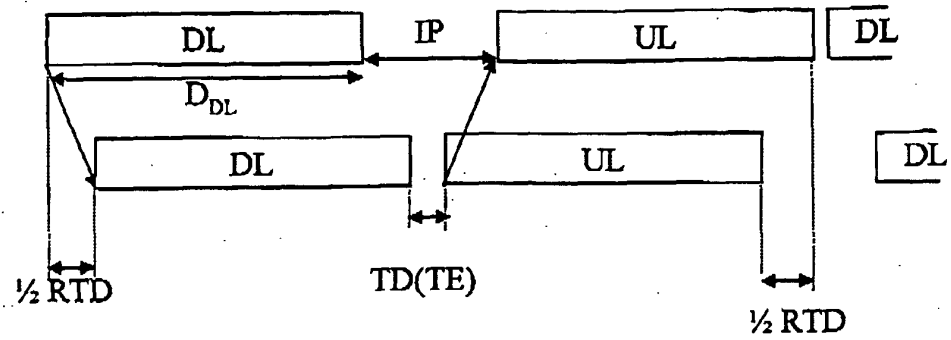 DL
IP
UL
DL
D_DL
DL
UL
DL
½ RTD
TD(TE)
½ RTD